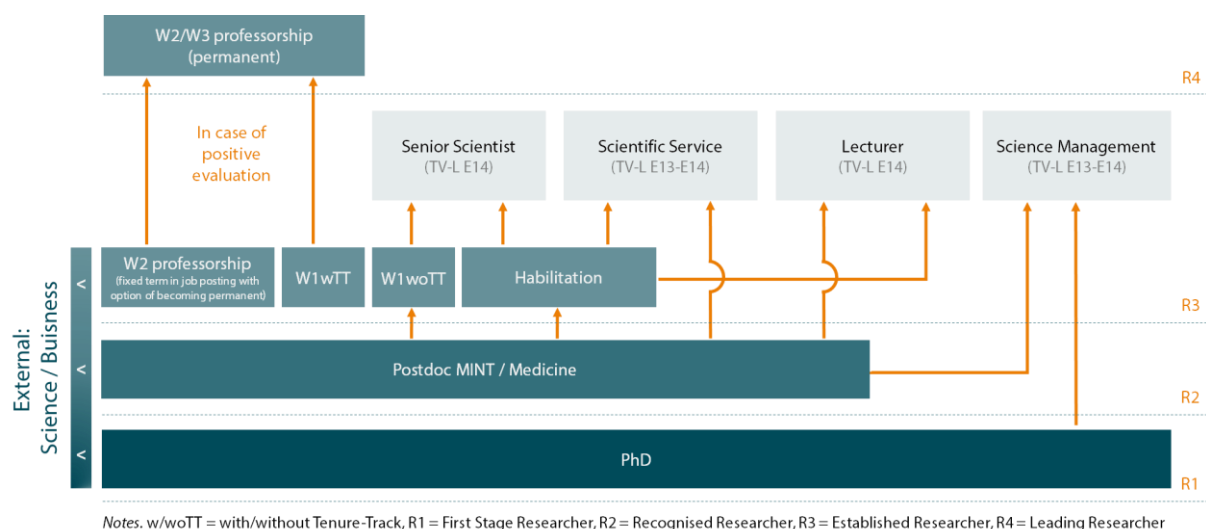 W2/W3 professorship
(permanent)
R4
In case of
positive
evaluation
Senior Scientist
(TV-L E14)
Scientific Service
(TV-L E13-E14)
Lecturer
(TV-L E14)
Science Management
(TV-L E13-E14)
External:
Science / Buisness
<
<
<
W2 professorship
(fixed term in job posting with
option of becoming permanent)
W1wTT
W1woTT
Habilitation
R3
Postdoc MINT / Medicine
R2
PhD
R1
Notes. w/woTT = with/without Tenure-Track, R1 = First Stage Researcher, R2 = Recognised Researcher, R3 = Established Researcher, R4 = Leading Researcher